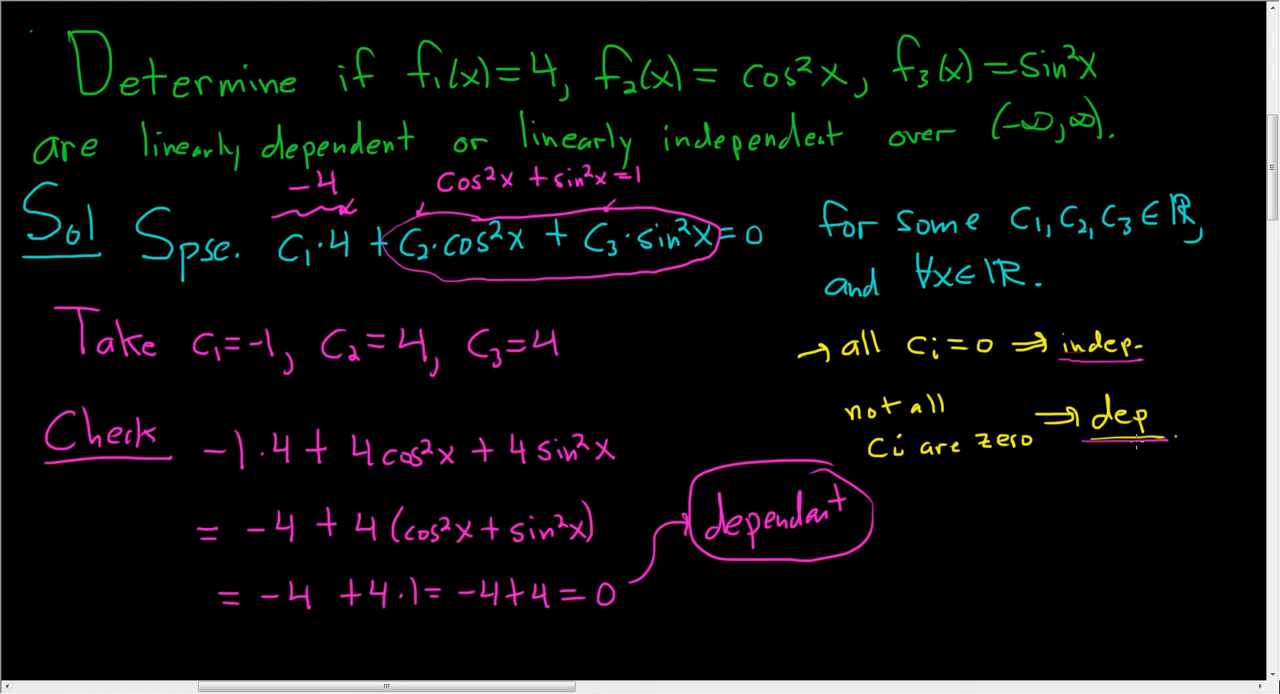 Determine if f₁(x)=4, f₂(x)= cos²x, f₃(x)=sin²x
are linearly dependent or linearly independent over (-∞,∞).
-4 cos²x + sin²x=1
Sol Spse. C₁·4 + C₂·cos²x + C₃·sin²x=0 for some C₁,C₂,C₃∈ℝ,
and ∀x∈ℝ.
Take C₁=-1, C₂=4, C₃=4
→ all Ci=0 ⇒ indep.
not all
Ci are zero ⇒ dep.
Check -1·4 + 4cos²x + 4sin²x
= -4 + 4(cos²x + sin²x)
= -4 +4·1= -4+4=0
dependant